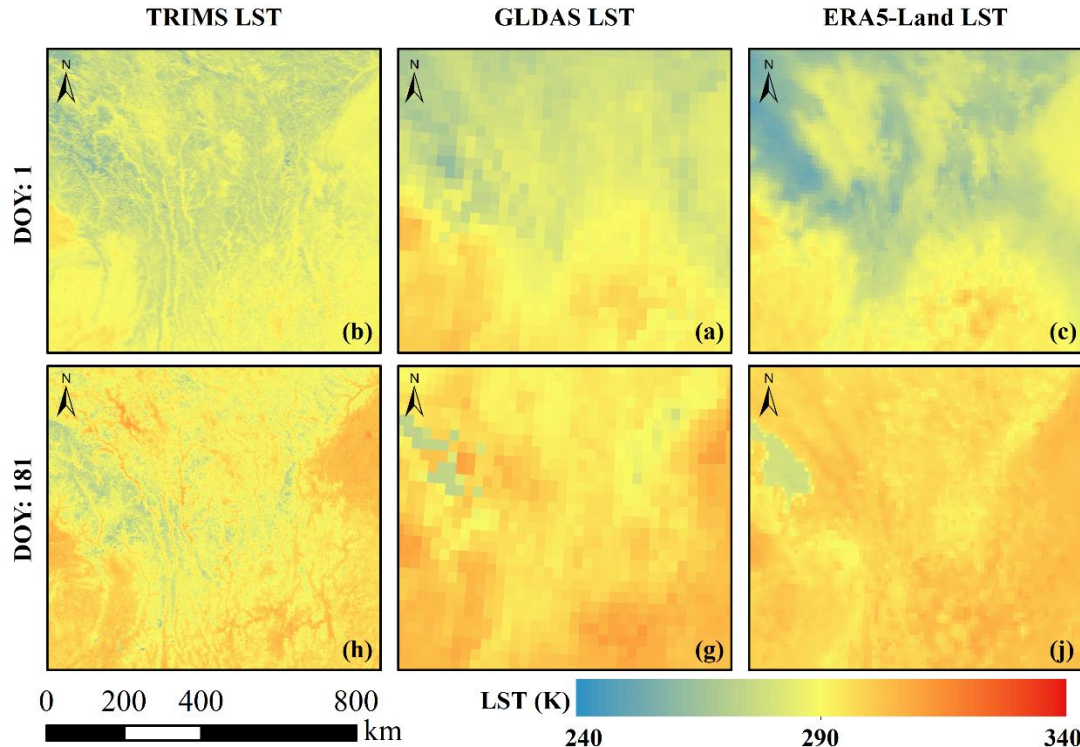 TRIMS LST GLDAS LST ERA5-Land LST
DOY: 1
N N N
(b) (a) (c)
DOY: 181
N N N
(h) (g) (j)
0 200 400 800
km
LST (K)
240 290 340